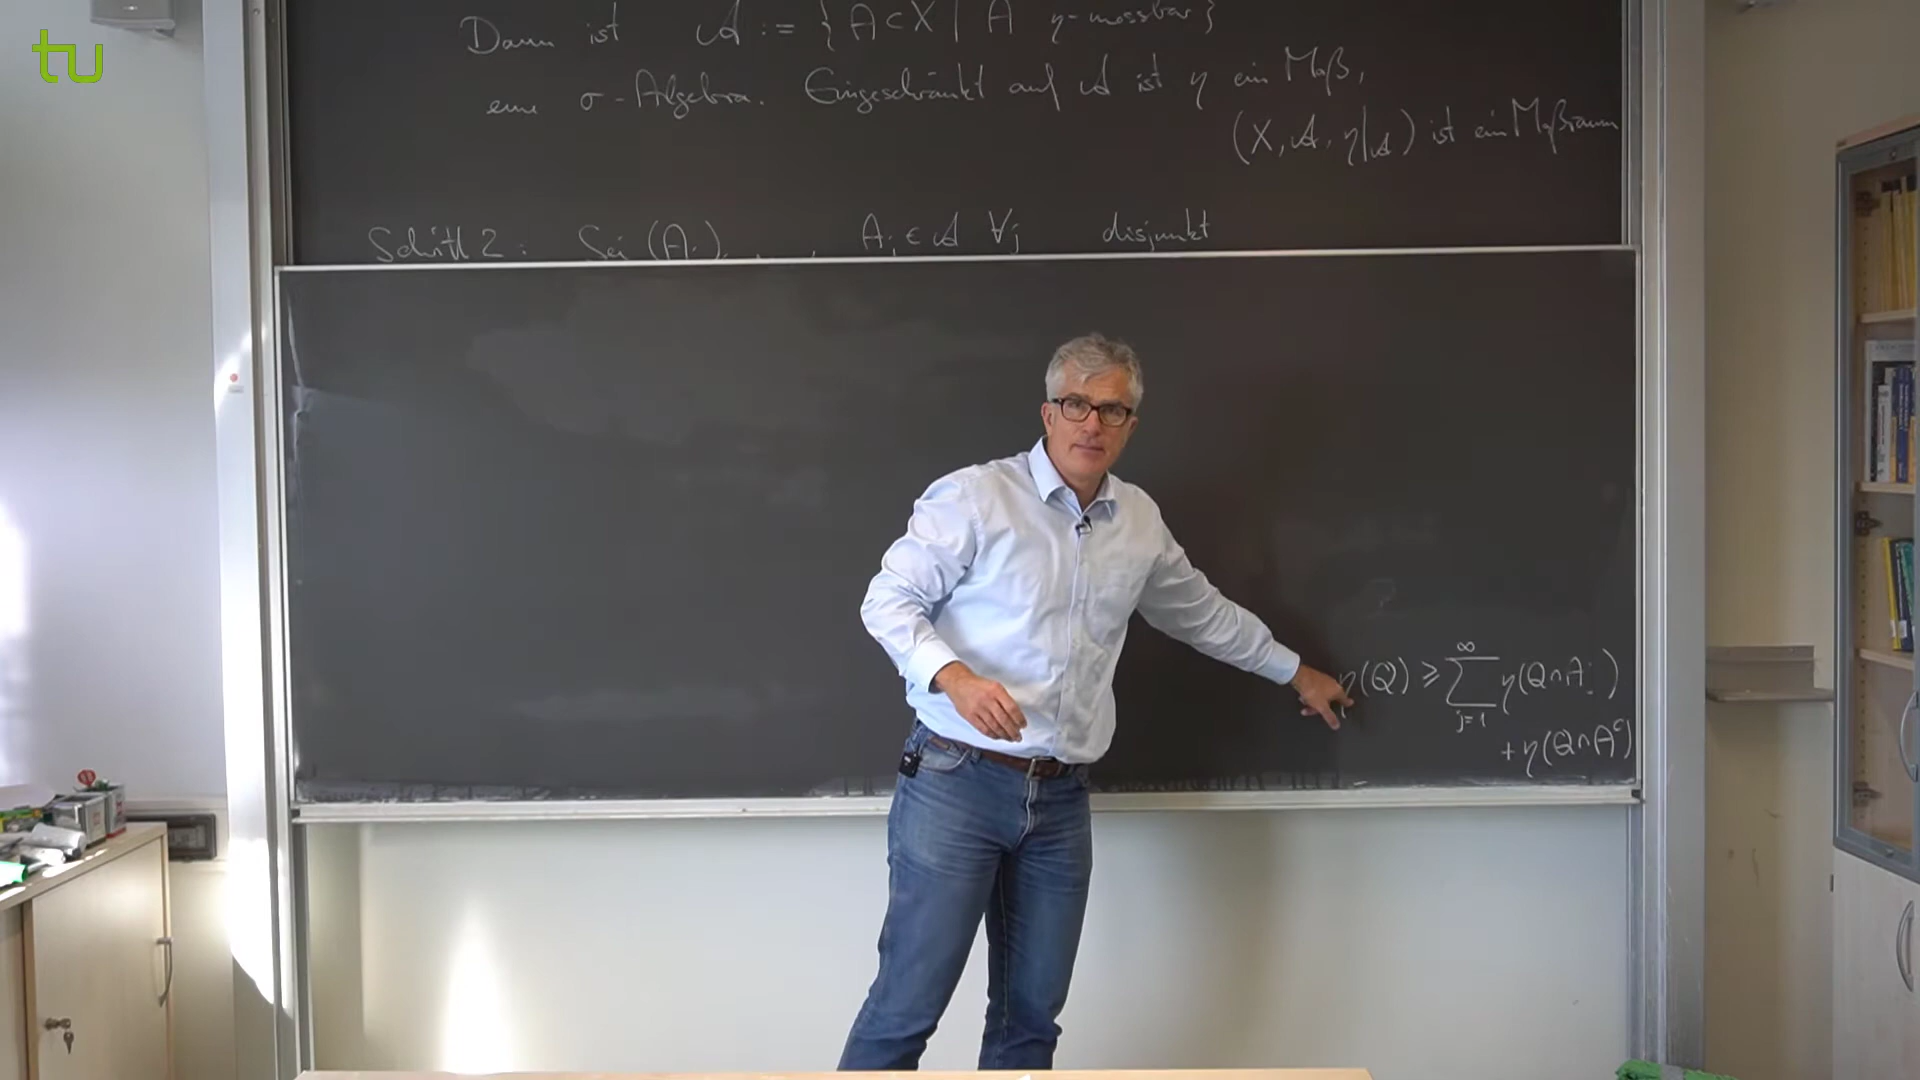 tu
Dann ist 𝒜 := { A ⊂ X | A η-messbar }
eine σ-Algebra. Eingeschränkt auf 𝒜 ist η ein Maß,
(X, 𝒜, η|𝒜) ist ein Maßraum
Schritt 2: Sei (Aj) , Aj ∈ 𝒜 ∀j disjunkt
η(Q) ⩾ ∑_{j=1}^{∞} η(Q∩Aj)
+ η(Q∩Aᶜ)